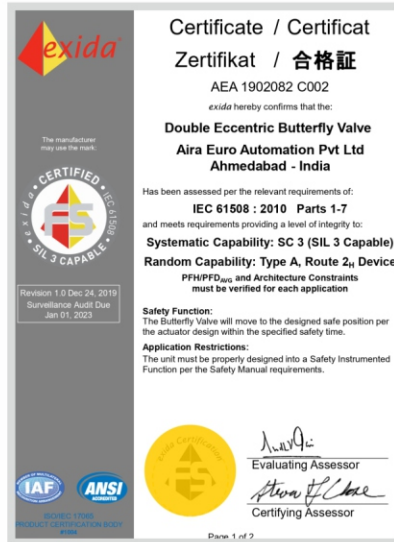 exida
Certificate / Certificat
Zertifikat / 合格証
AEA 1902082 C002
exida hereby confirms that the:
Double Eccentric Butterfly Valve
Aira Euro Automation Pvt Ltd
Ahmedabad - India
The manufacturer
may use the mark:
CERTIFIED
exida
IEC 61508
FS
SIL 3 CAPABLE
Revision 1.0 Dec 24, 2019
Surveillance Audit Due
Jan 01, 2023
Has been assessed per the relevant requirements of:
IEC 61508 : 2010 Parts 1-7
and meets requirements providing a level of integrity to:
Systematic Capability: SC 3 (SIL 3 Capable)
Random Capability: Type A, Route 2H Device
PFH/PFDAVG and Architecture Constraints
must be verified for each application
Safety Function:
The Butterfly Valve will move to the designed safe position per
the actuator design within the specified safety time.
Application Restrictions:
The unit must be properly designed into a Safety Instrumented
Function per the Safety Manual requirements.
exida Certification
FS
Evaluating Assessor
Certifying Assessor
IAF
ANSI
ACCREDITED
ISO/IEC 17065
PRODUCT CERTIFICATION BODY
Page 1 of 2